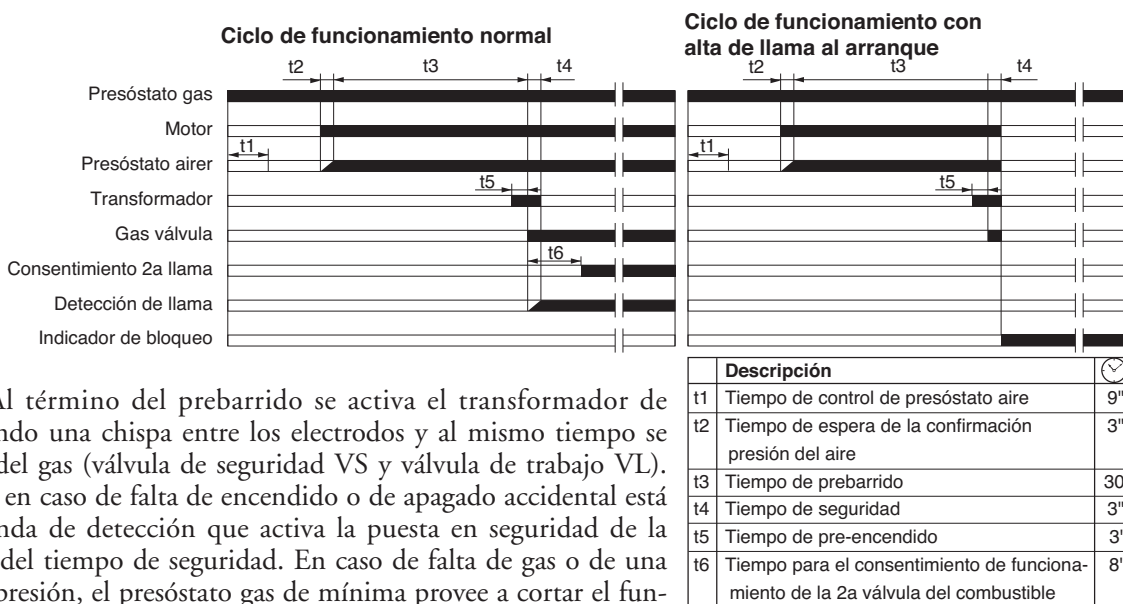 Ciclo de funcionamiento normal
t2 t3 t4
Presóstato gas
Motor
t1
Presóstato airer
t5
Transformador
Gas válvula
t6
Consentimiento 2a llama
Detección de llama
Indicador de bloqueo
Ciclo de funcionamiento con
alta de llama al arranque
t2 t3 t4
t1
t5
Al término del prebarrido se activa el transformador de
ndo una chispa entre los electrodos y al mismo tiempo se
del gas (válvula de seguridad VS y válvula de trabajo VL).
en caso de falta de encendido o de apagado accidental está
nda de detección que activa la puesta en seguridad de la
del tiempo de seguridad. En caso de falta de gas o de una
presión, el presóstato gas de mínima provee a cortar el fun-
Descripción
t1 Tiempo de control de presóstato aire 9"
t2 Tiempo de espera de la confirmación 3"
presión del aire
t3 Tiempo de prebarrido 30
t4 Tiempo de seguridad 3"
t5 Tiempo de pre-encendido 3"
t6 Tiempo para el consentimiento de funciona- 8"
miento de la 2a válvula del combustible